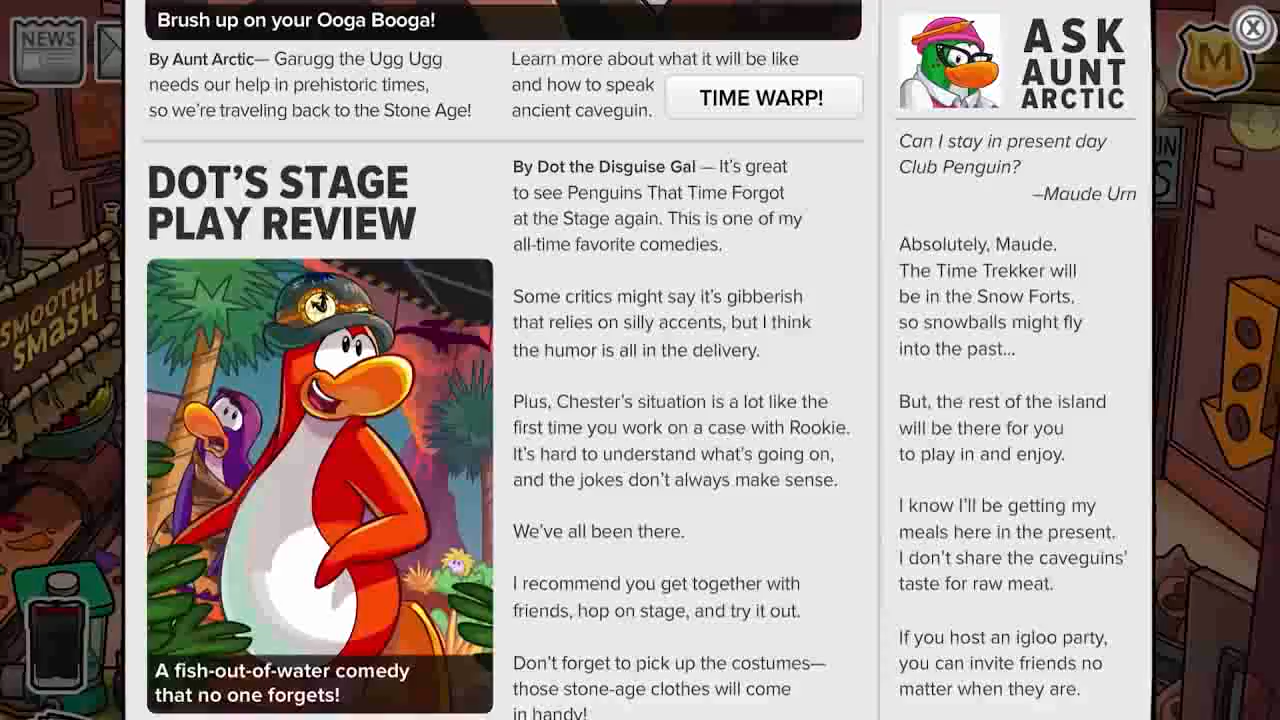 NEWS
M
Brush up on your Ooga Booga!
By Aunt Arctic— Garugg the Ugg Ugg
needs our help in prehistoric times,
so we're traveling back to the Stone Age!
Learn more about what it will be like
and how to speak
ancient caveguin.
TIME WARP!
DOT'S STAGE
PLAY REVIEW
A fish-out-of-water comedy
that no one forgets!
By Dot the Disguise Gal — It's great
to see Penguins That Time Forgot
at the Stage again. This is one of my
all-time favorite comedies.
Some critics might say it's gibberish
that relies on silly accents, but I think
the humor is all in the delivery.
Plus, Chester's situation is a lot like the
first time you work on a case with Rookie.
It's hard to understand what's going on,
and the jokes don't always make sense.
We've all been there.
I recommend you get together with
friends, hop on stage, and try it out.
Don't forget to pick up the costumes—
those stone-age clothes will come
in handy!
ASK
AUNT
ARCTIC
Can I stay in present day
Club Penguin?
–Maude Urn
Absolutely, Maude.
The Time Trekker will
be in the Snow Forts,
so snowballs might fly
into the past...
But, the rest of the island
will be there for you
to play in and enjoy.
I know I'll be getting my
meals here in the present.
I don't share the caveguins'
taste for raw meat.
If you host an igloo party,
you can invite friends no
matter when they are.
SMOOTHIE
SMASH